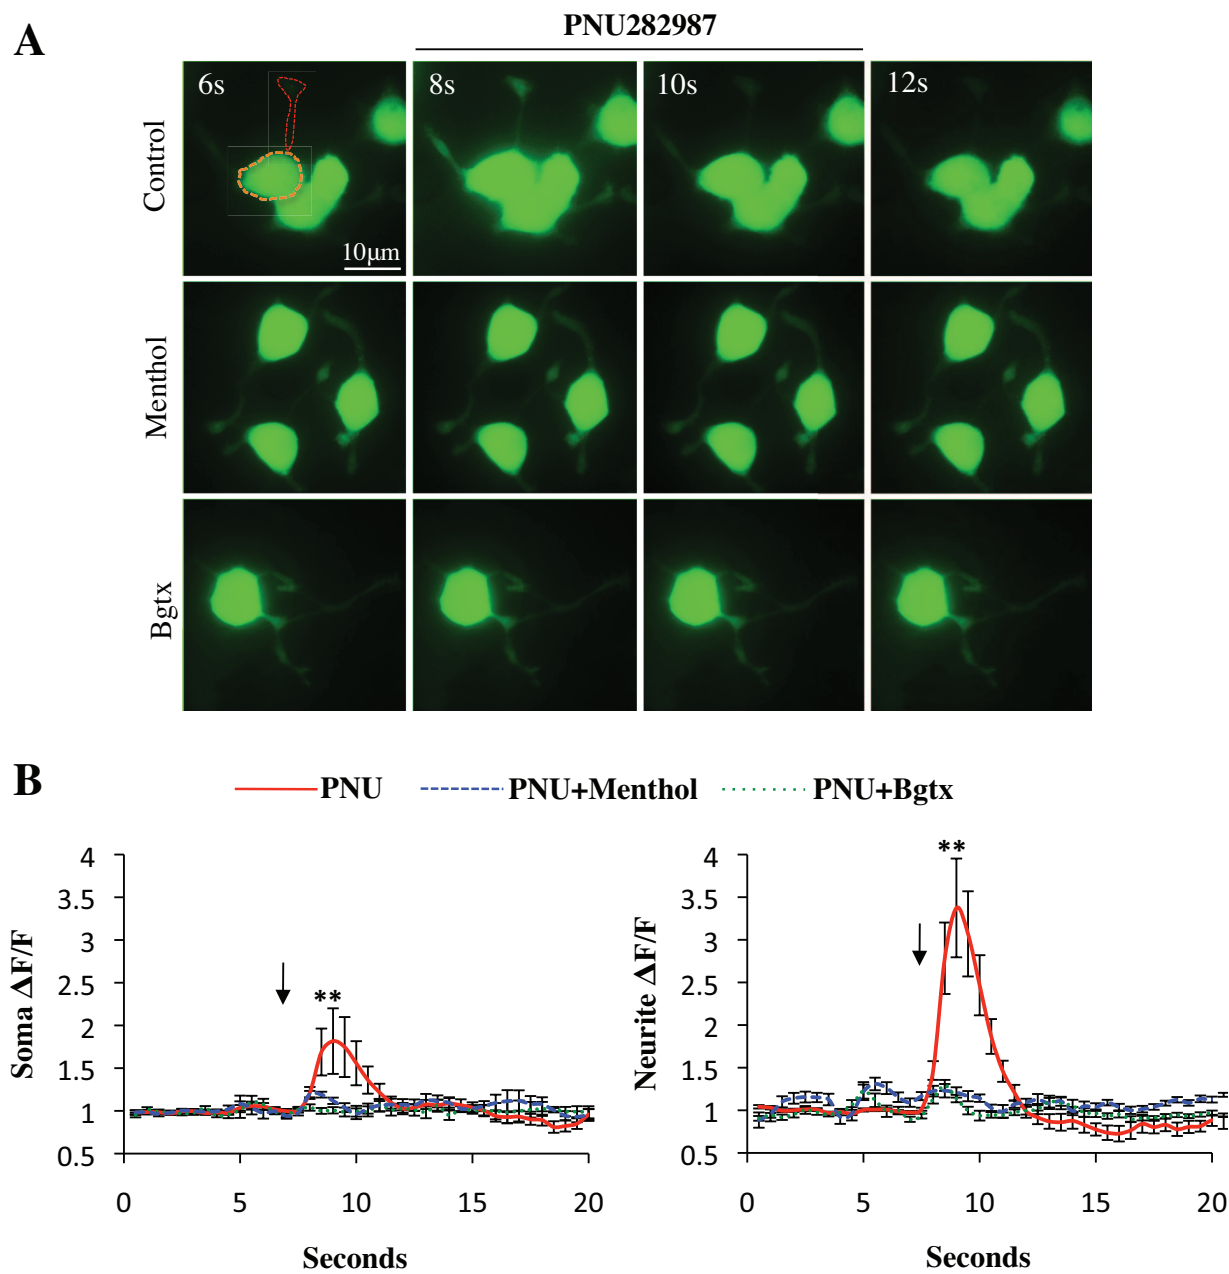 A
PNU282987
6s
8s
10s
12s
Control
10μm
Menthol
Bgtx
B
PNU
PNU+Menthol
PNU+Bgtx
Soma ΔF/F
4
3.5
3
2.5
2
1.5
1
0.5
**
0
5
10
15
20
Seconds
Neurite ΔF/F
4
3.5
3
2.5
2
1.5
1
0.5
**
0
5
10
15
20
Seconds